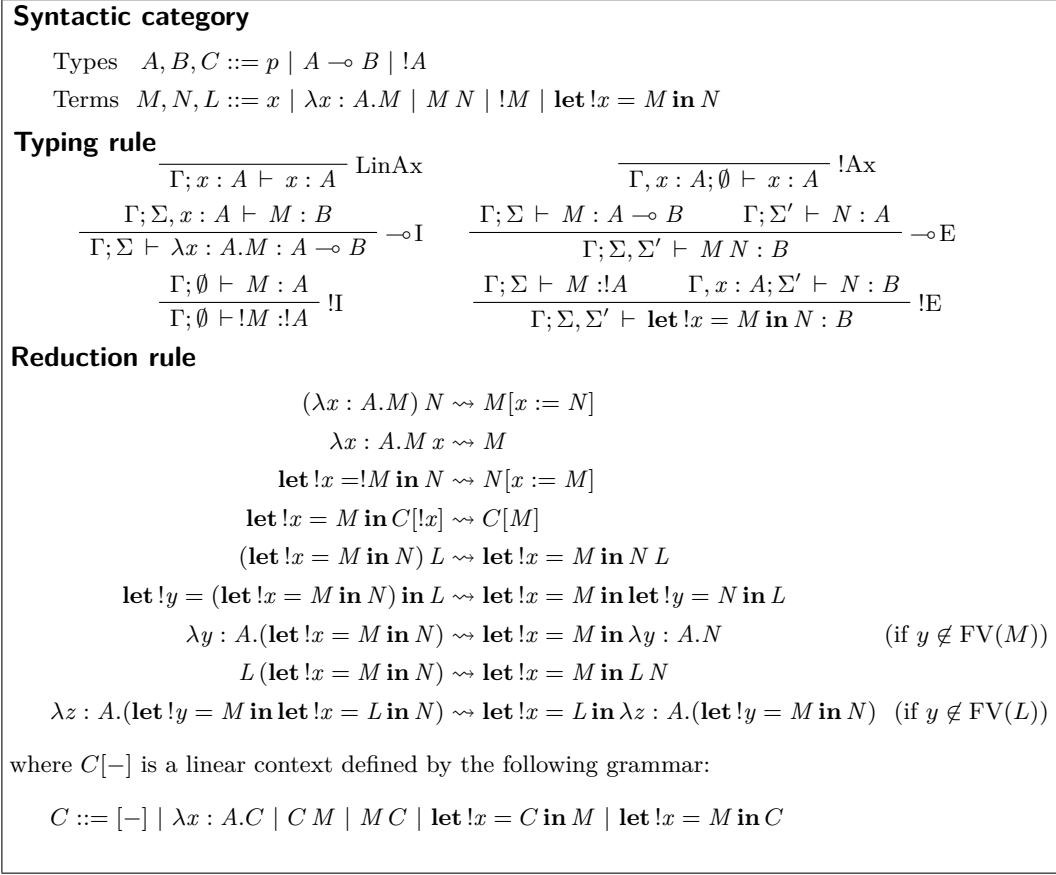 Syntactic category
Types A, B, C ::= p | A ⊸ B | !A
Terms M, N, L ::= x | λx : A.M | M N | !M | let !x = M in N
Typing rule
Γ; x : A ⊢ x : A LinAx
Γ, x : A; ∅ ⊢ x : A !Ax
Γ; Σ, x : A ⊢ M : B
Γ; Σ ⊢ λx : A.M : A ⊸ B ⊸I
Γ; Σ ⊢ M : A ⊸ B Γ; Σ′ ⊢ N : A
Γ; Σ, Σ′ ⊢ M N : B ⊸E
Γ; ∅ ⊢ M : A
Γ; ∅ ⊢ !M :!A !I
Γ; Σ ⊢ M :!A Γ, x : A; Σ′ ⊢ N : B
Γ; Σ, Σ′ ⊢ let !x = M in N : B !E
Reduction rule
(λx : A.M) N ⇝ M[x := N]
λx : A.M x ⇝ M
let !x =!M in N ⇝ N[x := M]
let !x = M in C[!x] ⇝ C[M]
(let !x = M in N) L ⇝ let !x = M in N L
let !y = (let !x = M in N) in L ⇝ let !x = M in let !y = N in L
λy : A.(let !x = M in N) ⇝ let !x = M in λy : A.N (if y ∉ FV(M))
L (let !x = M in N) ⇝ let !x = M in L N
λz : A.(let !y = M in let !x = L in N) ⇝ let !x = L in λz : A.(let !y = M in N) (if y ∉ FV(L))
where C[−] is a linear context defined by the following grammar:
C ::= [−] | λx : A.C | C M | M C | let !x = C in M | let !x = M in C